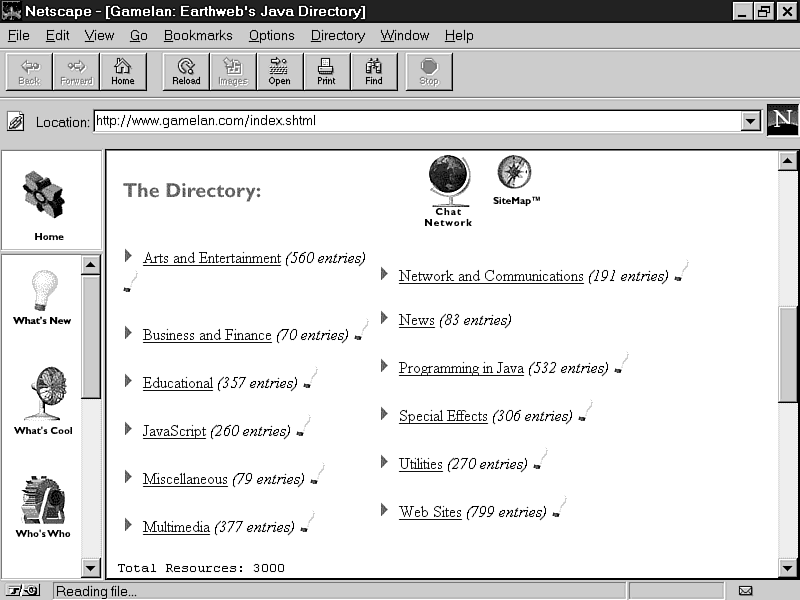 Netscape - [Gamelan: Earthweb's Java Directory]
File Edit View Go Bookmarks Options Directory Window Help
Back Forward Home Reload Images Open Print Find Stop
Location: http://www.gamelan.com/index.shtml
N
Home
What's New
What's Cool
Who's Who
The Directory:
Chat
Network
SiteMap™
Arts and Entertainment (560 entries)
Business and Finance (70 entries)
Educational (357 entries)
JavaScript (260 entries)
Miscellaneous (79 entries)
Multimedia (377 entries)
Network and Communications (191 entries)
News (83 entries)
Programming in Java (532 entries)
Special Effects (306 entries)
Utilities (270 entries)
Web Sites (799 entries)
Total Resources: 3000
Reading file...